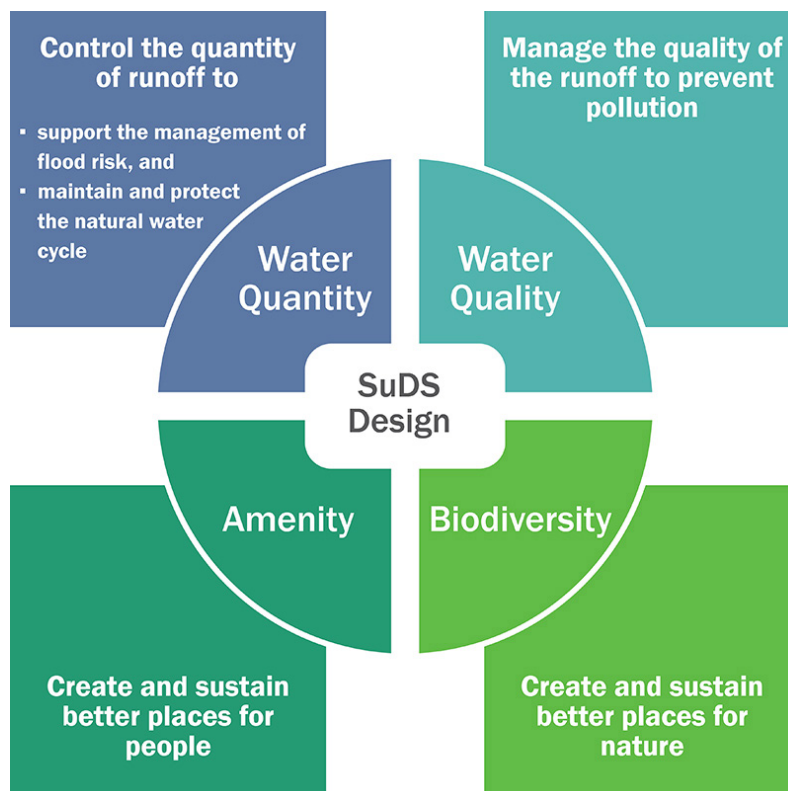 Control the quantity
of runoff to
▪ support the management of
flood risk, and
▪ maintain and protect
the natural water
cycle
Manage the quality of
the runoff to prevent
pollution
Water
Quantity
Water
Quality
SuDS
Design
Amenity
Biodiversity
Create and sustain
better places for
people
Create and sustain
better places for
nature